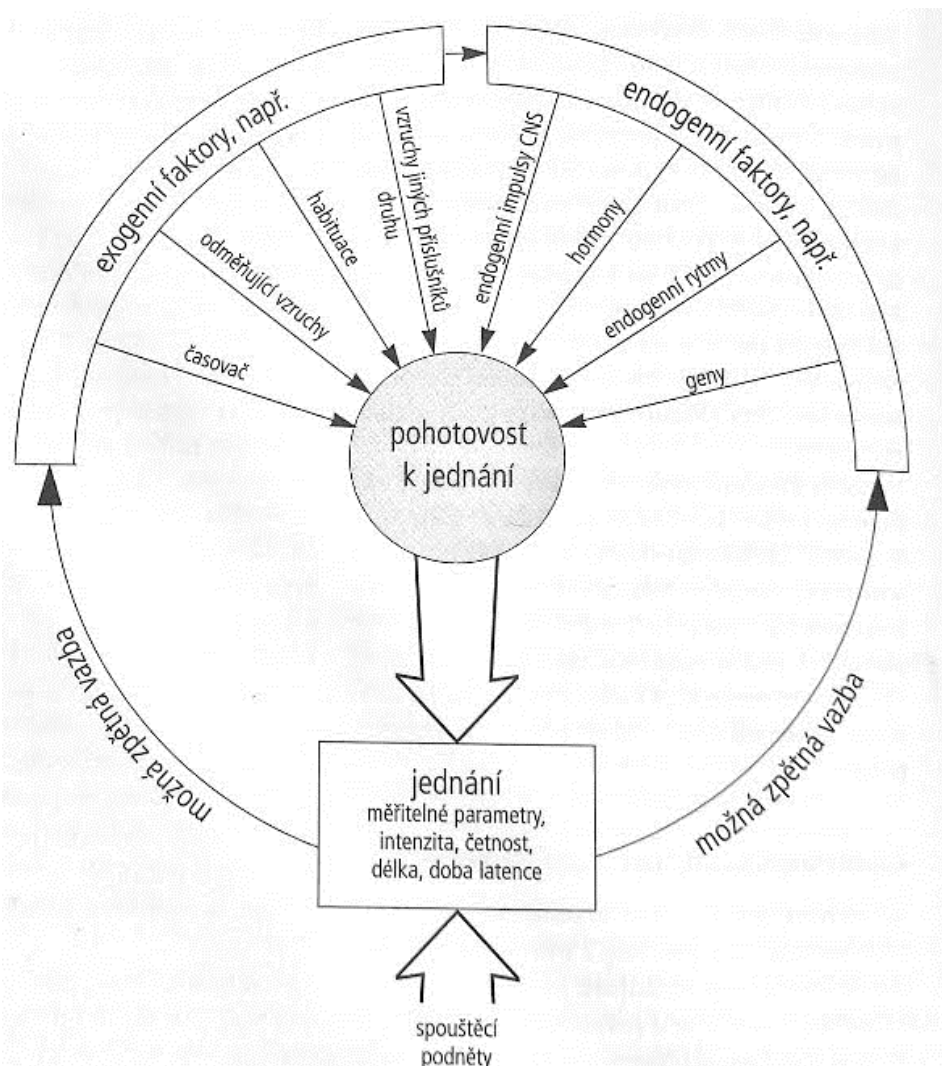 exogenní faktory, např.
endogenní faktory, např.
časovač
odměňující vzruchy
habituace
vzruchy jiných příslušníků
druhu
endogenní impulsy CNS
hormony
endogenní rytmy
geny
pohotovost
k jednání
možná zpětná vazba
možná zpětná vazba
jednání
měřitelné parametry,
intenzita, četnost,
délka, doba latence
spouštěcí
podněty